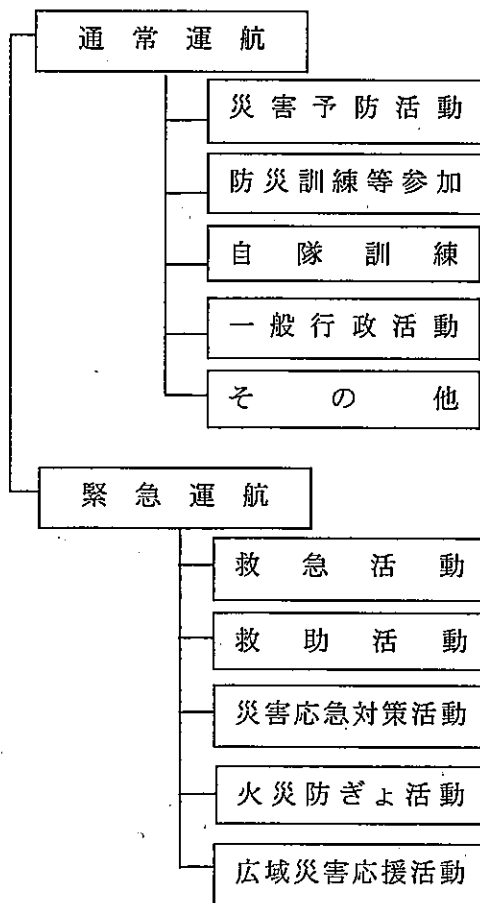 通常運航
災害予防活動
防災訓練等参加
自隊訓練
一般行政活動
その他
緊急運航
救急活動
救助活動
災害応急対策活動
火災防ぎょ活動
広域災害応援活動